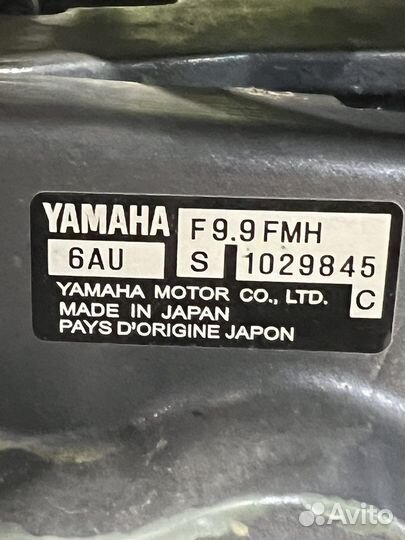 YAMAHA F9.9FMH
6AU S 1029845
YAMAHA MOTOR CO., LTD. C
MADE IN JAPAN
PAYS D'ORIGINE JAPON
Avito